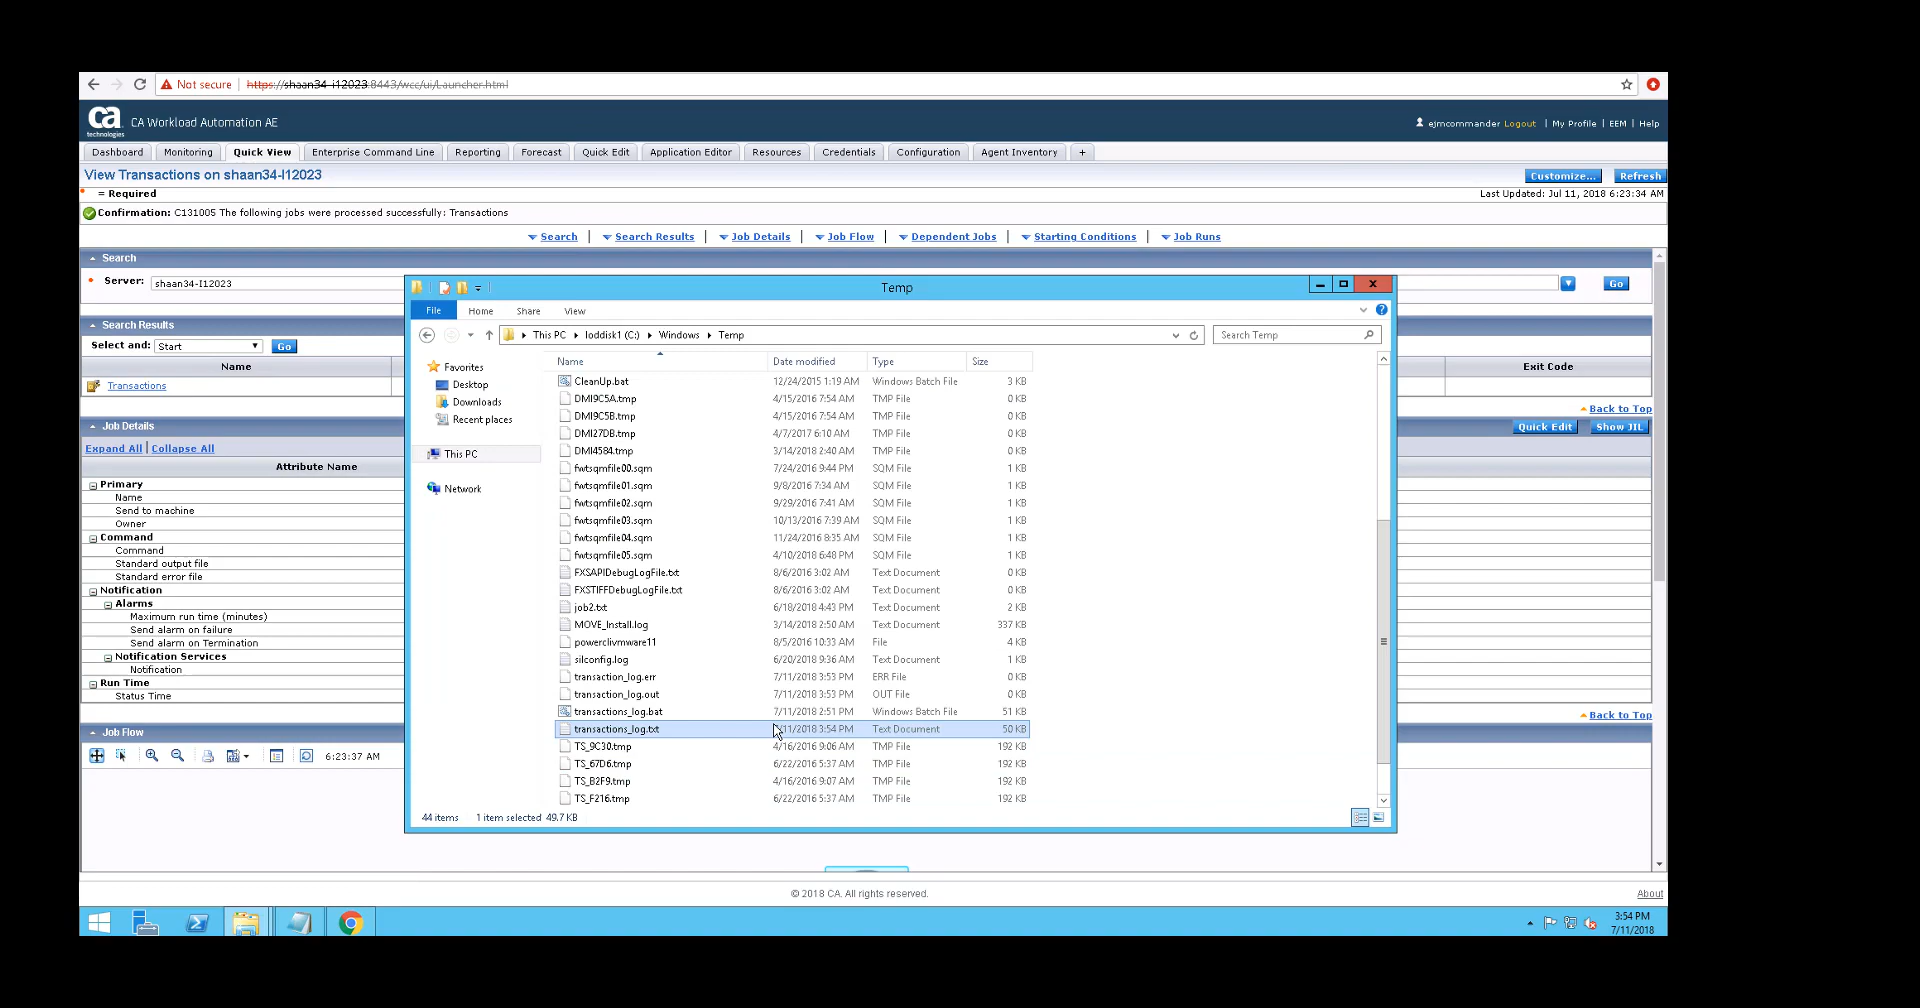 Not secure | https://shaan34-i12023:8443/wcc/ui/Launcher.html
ca technologies CA Workload Automation AE
ejmcommander Logout | My Profile | EEM | Help
Dashboard Monitoring Quick View Enterprise Command Line Reporting Forecast Quick Edit Application Editor Resources Credentials Configuration Agent Inventory +
View Transactions on shaan34-I12023
Customize... Refresh
= Required
Last Updated: Jul 11, 2018 6:23:34 AM
Confirmation: C131005 The following jobs were processed successfully: Transactions
Search | Search Results | Job Details | Job Flow | Dependent Jobs | Starting Conditions | Job Runs
Search
Server: shaan34-I12023
Go
Search Results
Select and: Start Go
Name
Exit Code
Transactions
Back to Top
Job Details
Quick Edit Show JIL
Expand All | Collapse All
Attribute Name
Primary
Name
Send to machine
Owner
Command
Command
Standard output file
Standard error file
Notification
Alarms
Maximum run time (minutes)
Send alarm on failure
Send alarm on Termination
Notification Services
Notification
Run Time
Status Time
Back to Top
Job Flow
6:23:37 AM
Temp
File Home Share View
This PC loddisk1 (C:) Windows Temp
Search Temp
Favorites
Desktop
Downloads
Recent places
This PC
Network
Name Date modified Type Size
CleanUp.bat 12/24/2015 1:19 AM Windows Batch File 3 KB
DMI9C5A.tmp 4/15/2016 7:54 AM TMP File 0 KB
DMI9C5B.tmp 4/15/2016 7:54 AM TMP File 0 KB
DMI27DB.tmp 4/7/2017 6:10 AM TMP File 0 KB
DMI4584.tmp 3/14/2018 2:40 AM TMP File 0 KB
fwtsqmfile00.sqm 7/24/2016 9:44 PM SQM File 1 KB
fwtsqmfile01.sqm 9/8/2016 7:34 AM SQM File 1 KB
fwtsqmfile02.sqm 9/29/2016 7:41 AM SQM File 1 KB
fwtsqmfile03.sqm 10/13/2016 7:39 AM SQM File 1 KB
fwtsqmfile04.sqm 11/24/2016 8:35 AM SQM File 1 KB
fwtsqmfile05.sqm 4/10/2018 6:48 PM SQM File 1 KB
FXSAPIDebugLogFile.txt 8/6/2016 3:02 AM Text Document 0 KB
FXSTIFFDebugLogFile.txt 8/6/2016 3:02 AM Text Document 0 KB
job2.txt 6/18/2018 4:43 PM Text Document 2 KB
MOVE_Install.log 3/14/2018 2:50 AM Text Document 337 KB
powerclivmware11 8/5/2016 10:33 AM File 4 KB
silconfig.log 6/20/2018 9:36 AM Text Document 1 KB
transaction_log.err 7/11/2018 3:53 PM ERR File 0 KB
transaction_log.out 7/11/2018 3:53 PM OUT File 0 KB
transactions_log.bat 7/11/2018 2:51 PM Windows Batch File 51 KB
transactions_log.txt /11/2018 3:54 PM Text Document 50 KB
TS_9C30.tmp 4/16/2016 9:06 AM TMP File 192 KB
TS_67D6.tmp 6/22/2016 5:37 AM TMP File 192 KB
TS_B2F9.tmp 4/16/2016 9:07 AM TMP File 192 KB
TS_F216.tmp 6/22/2016 5:37 AM TMP File 192 KB
44 items 1 item selected 49.7 KB
© 2018 CA. All rights reserved.
About
3:54 PM
7/11/2018